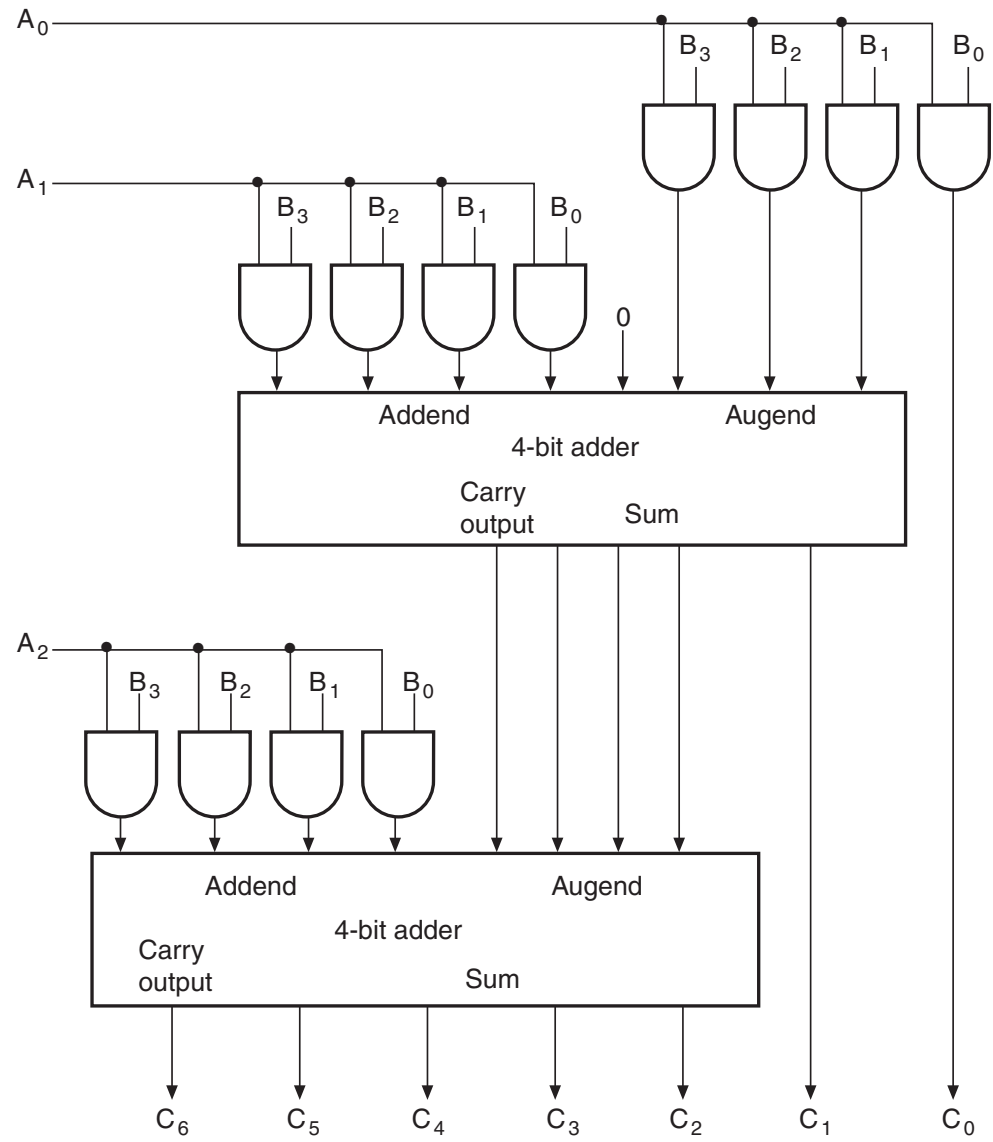 A₀
B₃ B₂ B₁ B₀
A₁
B₃ B₂ B₁ B₀
0
Addend Augend
4-bit adder
Carry
output
Sum
A₂
B₃ B₂ B₁ B₀
Addend Augend
4-bit adder
Carry
output
Sum
C₆ C₅ C₄ C₃ C₂ C₁ C₀